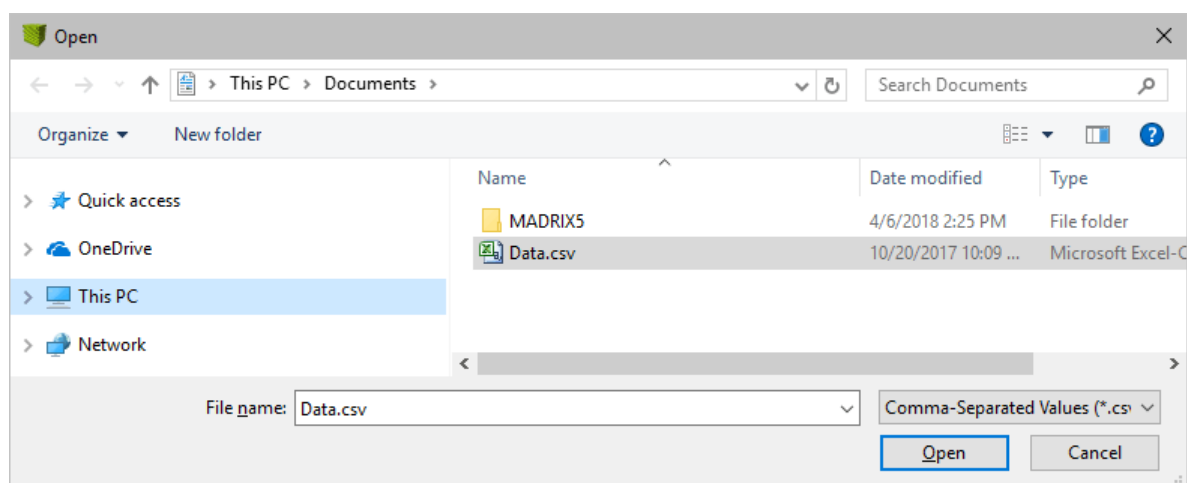 Open
This PC > Documents >
Search Documents
Organize
New folder
Name
Date modified
Type
Quick access
OneDrive
This PC
Network
MADRIX5
4/6/2018 2:25 PM
File folder
Data.csv
10/20/2017 10:09 ...
Microsoft Excel-C
File name:
Data.csv
Comma-Separated Values (*.csv
Open
Cancel